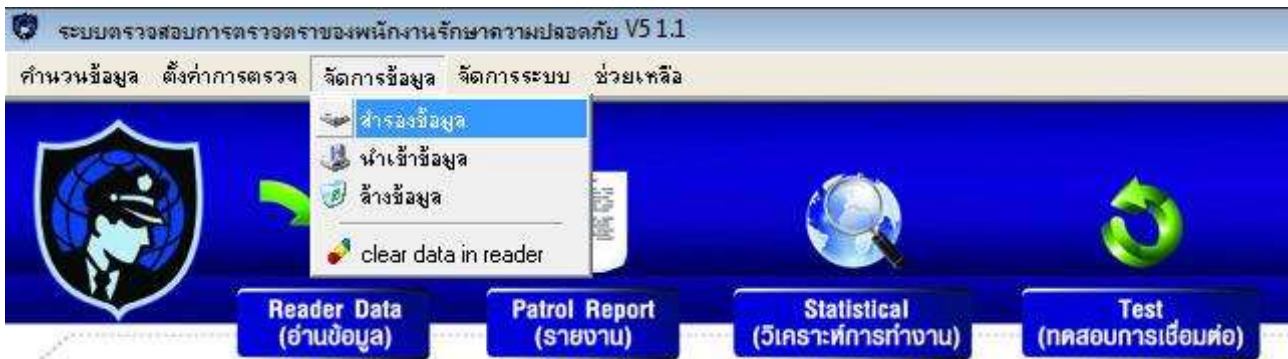 ระบบตรวจสอบการตรวจตราของพนักงานรักษาความปลอดภัย V5 1.1
คำนวนข้อมูล ตั้งค่าการตรวจ จัดการข้อมูล จัดการระบบ ช่วยเหลือ
สำรองข้อมูล
นำเข้าข้อมูล
ล้างข้อมูล
clear data in reader
Reader Data
(อ่านข้อมูล)
Patrol Report
(รายงาน)
Statistical
(วิเคราะห์การทำงาน)
Test
(ทดสอบการเชื่อมต่อ)